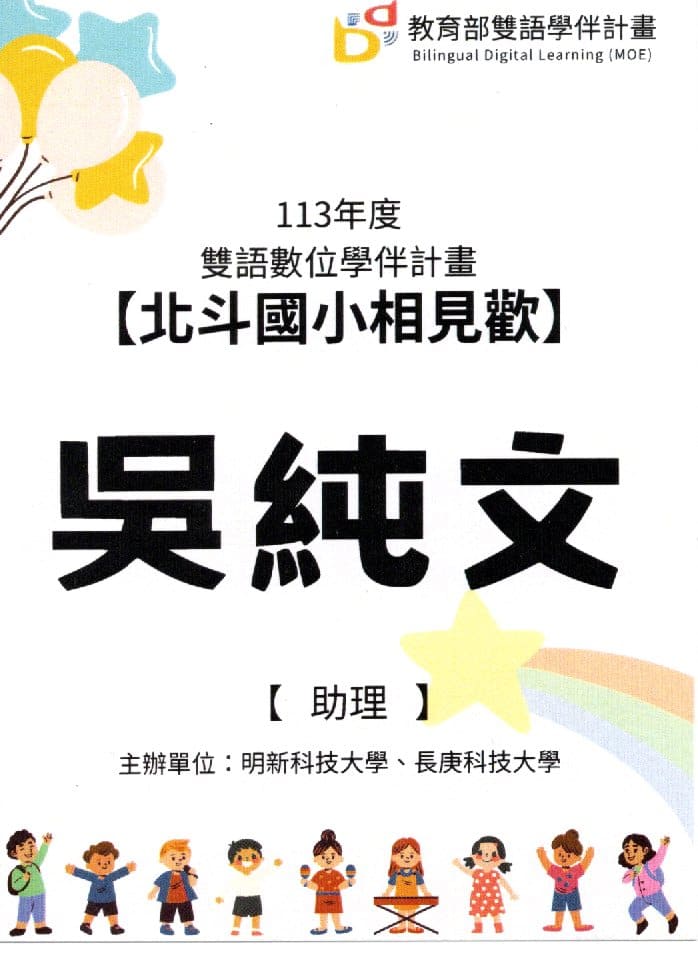 教育部雙語學伴計畫
Bilingual Digital Learning (MOE)
113年度
雙語數位學伴計畫
【北斗國小相見歡】
吳純文
【 助理 】
主辦單位：明新科技大學、長庚科技大學